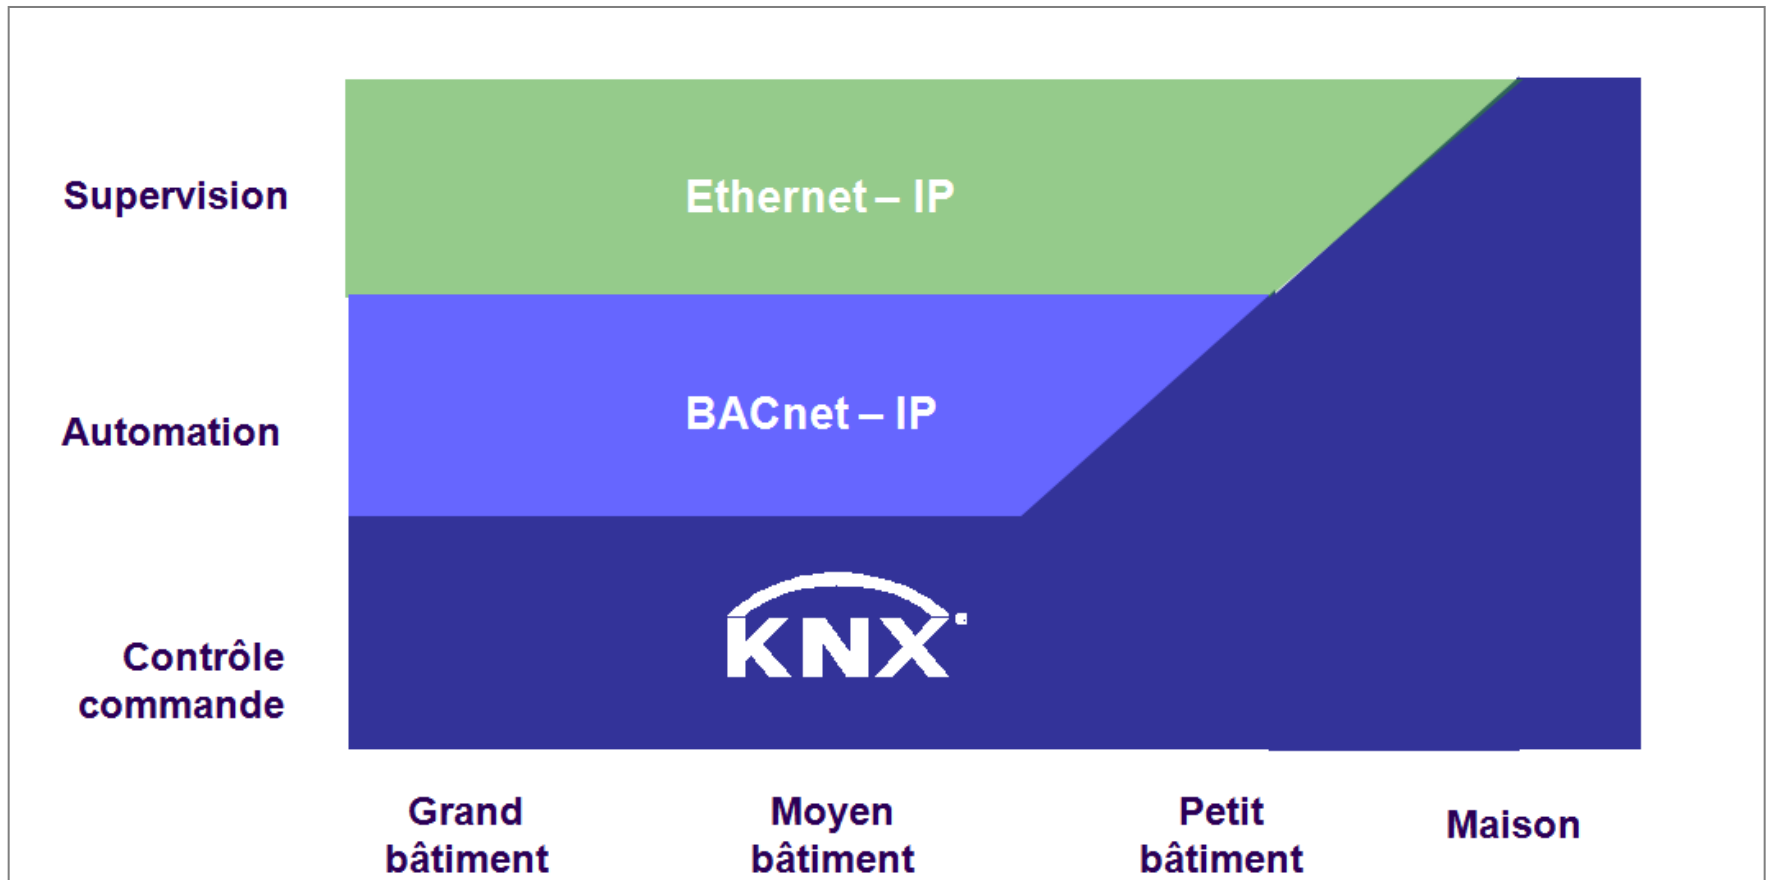 Supervision
Ethernet – IP
Automation
BACnet – IP
Contrôle
commande
KNX
Grand
bâtiment
Moyen
bâtiment
Petit
bâtiment
Maison